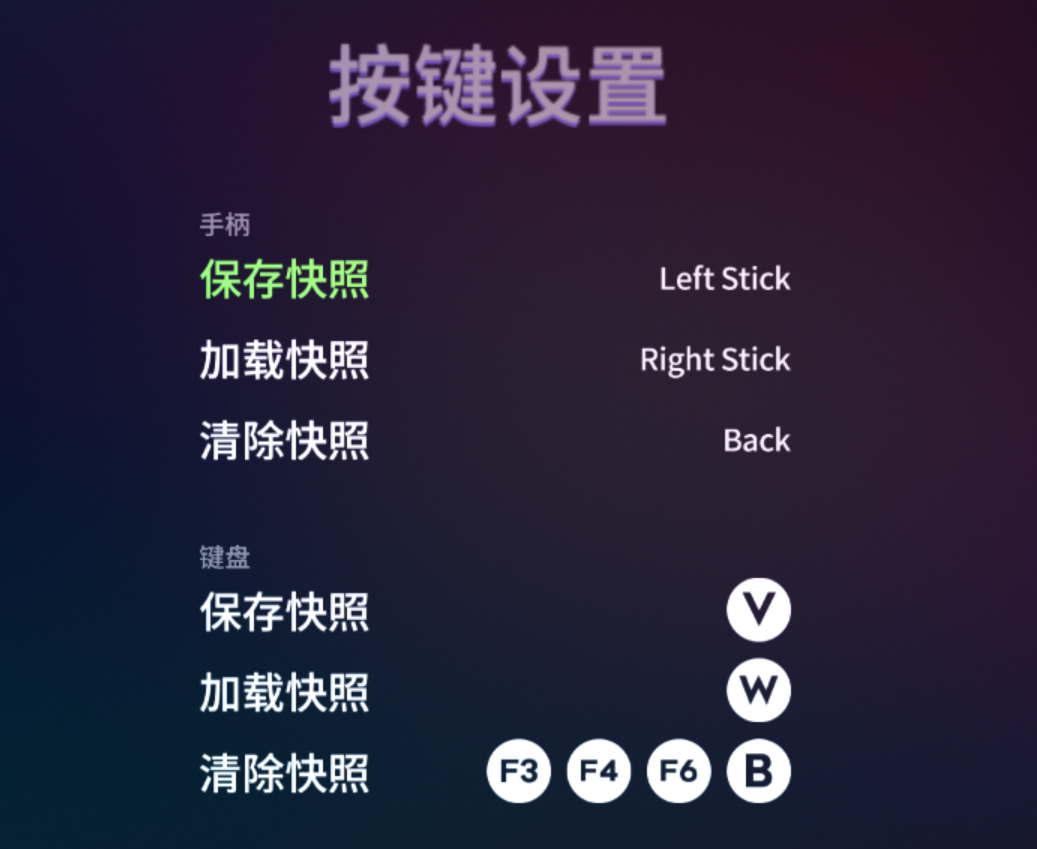 按键设置
手柄
保存快照 Left Stick
加载快照 Right Stick
清除快照 Back
键盘
保存快照 V
加载快照 W
清除快照 F3 F4 F6 B